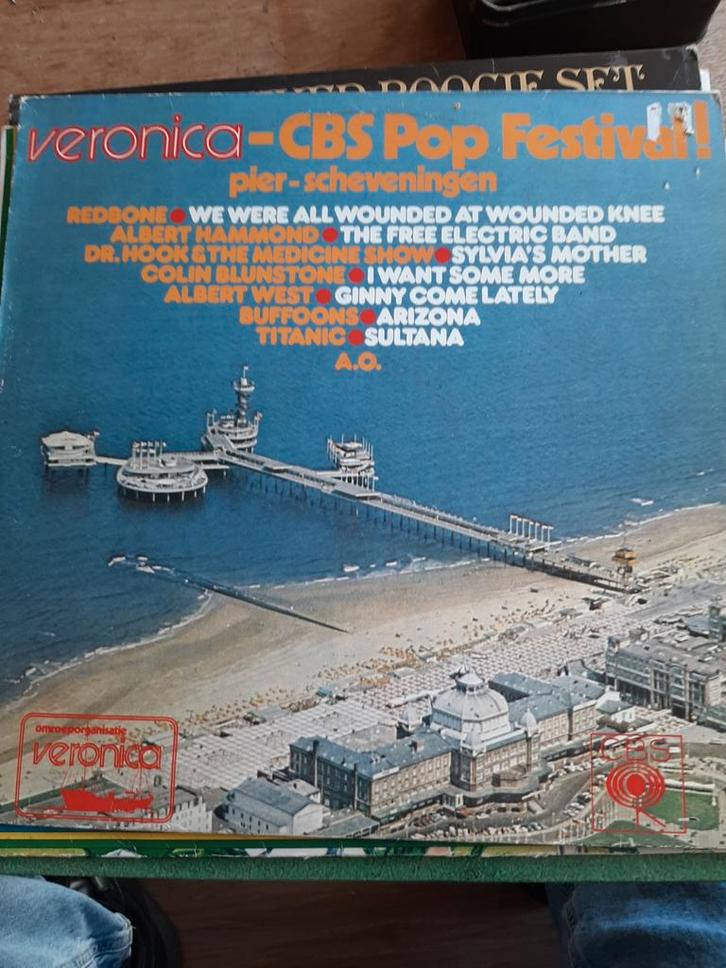 BOOGIE SET
veronica - CBS Pop Festival!
pier - scheveningen
REDBONE • WE WERE ALL WOUNDED AT WOUNDED KNEE
ALBERT HAMMOND • THE FREE ELECTRIC BAND
DR. HOOK & THE MEDICINE SHOW • SYLVIA'S MOTHER
COLIN BLUNSTONE • I WANT SOME MORE
ALBERT WEST • GINNY COME LATELY
BUFFOONS • ARIZONA
TITANIC • SULTANA
A.O.
omroeporganisatie
veronica
CBS